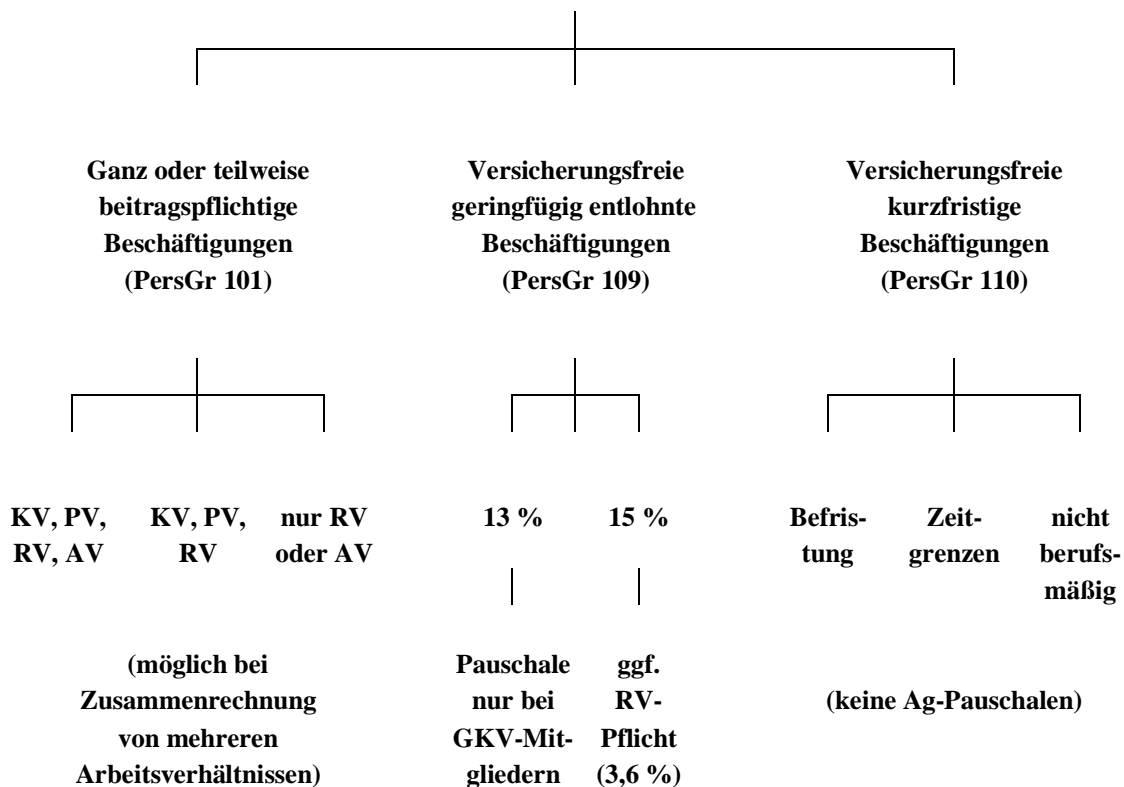 Ganz oder teilweise
beitragspflichtige
Beschäftigungen
(PersGr 101)
Versicherungsfreie
geringfügig entlohnte
Beschäftigungen
(PersGr 109)
Versicherungsfreie
kurzfristige
Beschäftigungen
(PersGr 110)
KV, PV,
RV, AV
KV, PV,
RV
nur RV
oder AV
13 %
15 %
Befris-
tung
Zeit-
grenzen
nicht
berufs-
mäßig
(möglich bei
Zusammenrechnung
von mehreren
Arbeitsverhältnissen)
Pauschale
nur bei
GKV-Mit-
gliedern
ggf.
RV-
Pflicht
(3,6 %)
(keine Ag-Pauschalen)